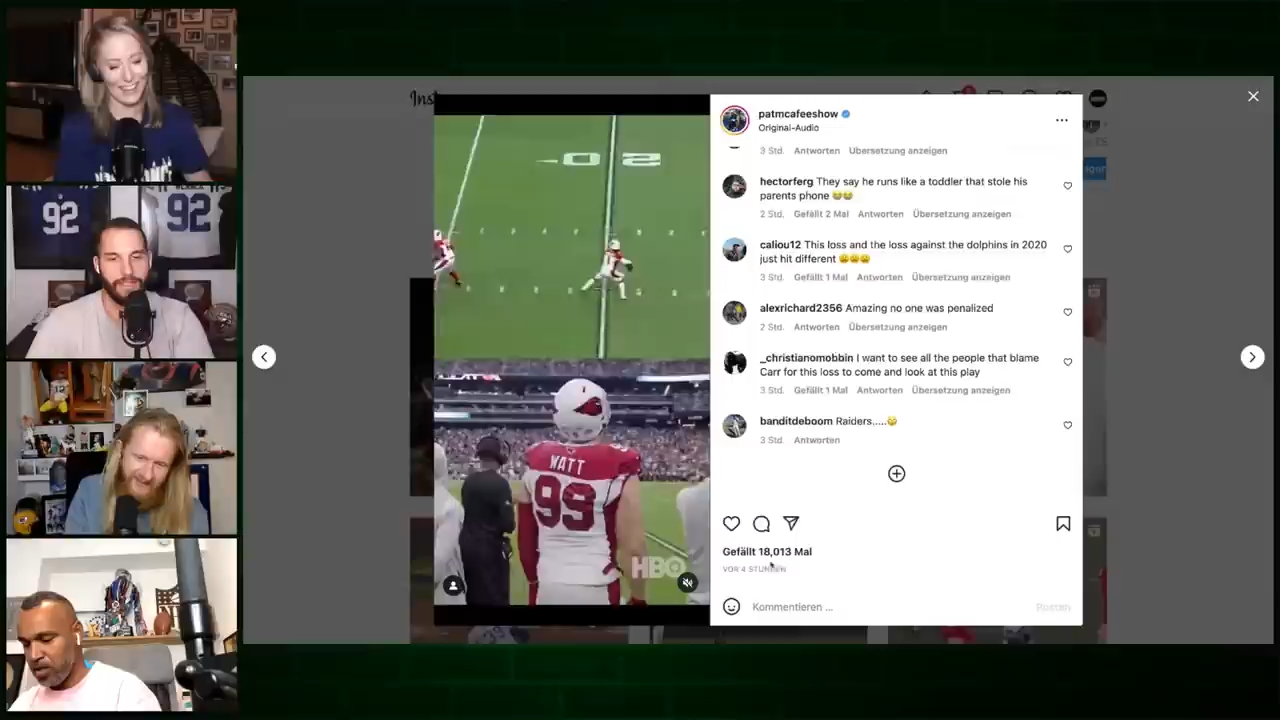 Inst
patmcafeeshow
Original-Audio
3 Std. Antworten Übersetzung anzeigen
hectorferg They say he runs like a toddler that stole his
parents phone 😂😂
2 Std. Gefällt 2 Mal Antworten Übersetzung anzeigen
caliou12 This loss and the loss against the dolphins in 2020
just hit different 😩😩😩
3 Std. Gefällt 1 Mal Antworten Übersetzung anzeigen
alexrichard2356 Amazing no one was penalized
2 Std. Antworten Übersetzung anzeigen
_christianomobbin I want to see all the people that blame
Carr for this loss to come and look at this play
3 Std. Gefällt 1 Mal Antworten Übersetzung anzeigen
banditdeboom Raiders.....
3 Std. Antworten
Gefällt 18,013 Mal
VOR 4 STUNDEN
Kommentieren ...
Posten
WATT
99
HBO
2 0
92
92